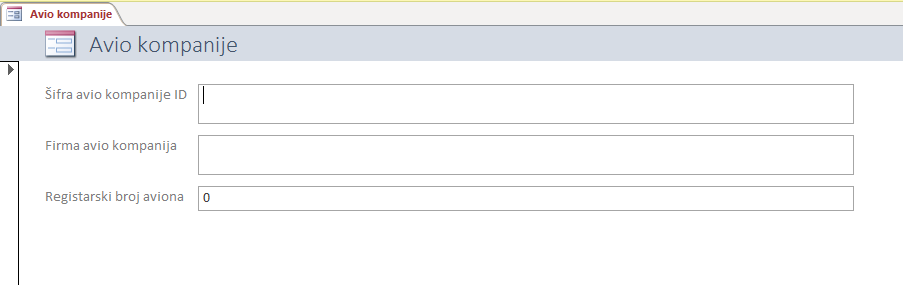 Avio kompanije
Avio kompanije
Šifra avio kompanije ID
Firma avio kompanija
Registarski broj aviona 0